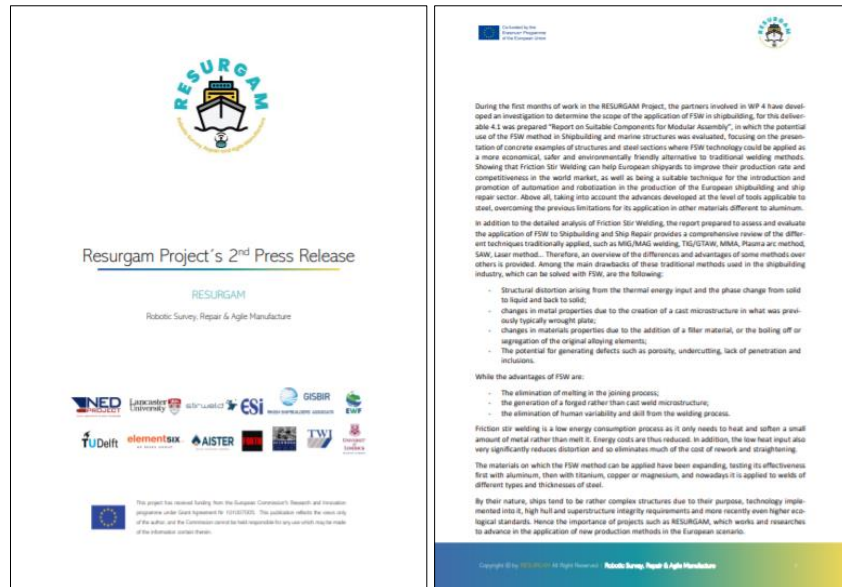 RESURGAM
Robotic Survey, Repair and Agile Manufacture
Resurgam Project´s 2nd Press Release
RESURGAM
Robotic Survey, Repair & Agile Manufacture
NED
PROJECT
Lancaster
University
stirweld
ESi
GISBIR
TURKISH SHIPBUILDERS' ASSOCIATION
EWF
TUDelft
elementsix
AISTER
TWI
UNIVERSITY OF
LIMERICK
This project has received funding from the European Commission's Research and Innovation
programme under Grant Agreement Nr 101007005. This publication reflects the views only
of the author, and the Commission cannot be held responsible for any use which may be made
of the information contain therein.
Co-funded by the
Erasmus+ Programme
of the European Union
RESURGAM
During the first months of work in the RESURGAM Project, the partners involved in WP 4 have devel-
oped an investigation to determine the scope of the application of FSW in shipbuilding, for this deliver-
able 4.1 was prepared "Report on Suitable Components for Modular Assembly", in which the potential
use of the FSW method in Shipbuilding and marine structures was evaluated, focusing on the presen-
tation of concrete examples of structures and steel sections where FSW technology could be applied as
a more economical, safer and environmentally friendly alternative to traditional welding methods.
Showing that Friction Stir Welding can help European shipyards to improve their production rate and
competitiveness in the world market, as well as being a suitable technique for the introduction and
promotion of automation and robotization in the production of the European shipbuilding and ship
repair sector. Above all, taking into account the advances developed at the level of tools applicable to
steel, overcoming the previous limitations for its application in other materials different to aluminum.
In addition to the detailed analysis of Friction Stir Welding, the report prepared to assess and evaluate
the application of FSW to Shipbuilding and Ship Repair provides a comprehensive review of the differ-
ent techniques traditionally applied, such as MIG/MAG welding, TIG/GTAW, MMA, Plasma arc method,
SAW, Laser method... Therefore, an overview of the differences and advantages of some methods over
others is provided. Among the main drawbacks of these traditional methods used in the shipbuilding
industry, which can be solved with FSW, are the following:
- Structural distortion arising from the thermal energy input and the phase change from solid
to liquid and back to solid;
- changes in metal properties due to the creation of a cast microstructure in what was previ-
ously typically wrought plate;
- changes in materials properties due to the addition of a filler material, or the boiling off or
segregation of the original alloying elements;
- The potential for generating defects such as porosity, undercutting, lack of penetration and
inclusions.
While the advantages of FSW are:
- The elimination of melting in the joining process;
- the generation of a forged rather than cast weld microstructure;
- the elimination of human variability and skill from the welding process.
Friction stir welding is a low energy consumption process as it only needs to heat and soften a small
amount of metal rather than melt it. Energy costs are thus reduced. In addition, the low heat input also
very significantly reduces distortion and so eliminates much of the cost of rework and straightening.
The materials on which the FSW method can be applied have been expanding, testing its effectiveness
first with aluminum, then with titanium, copper or magnesium, and nowadays it is applied to welds of
different types and thicknesses of steel.
By their nature, ships tend to be rather complex structures due to their purpose, technology imple-
mented into it, high hull and superstructure integrity requirements and more recently even higher eco-
logical standards. Hence the importance of projects such as RESURGAM, which works and researches
to advance in the application of new production methods in the European scenario.
Copyright © by RESURGAM All Right Reserved | Robotic Survey, Repair & Agile Manufacture